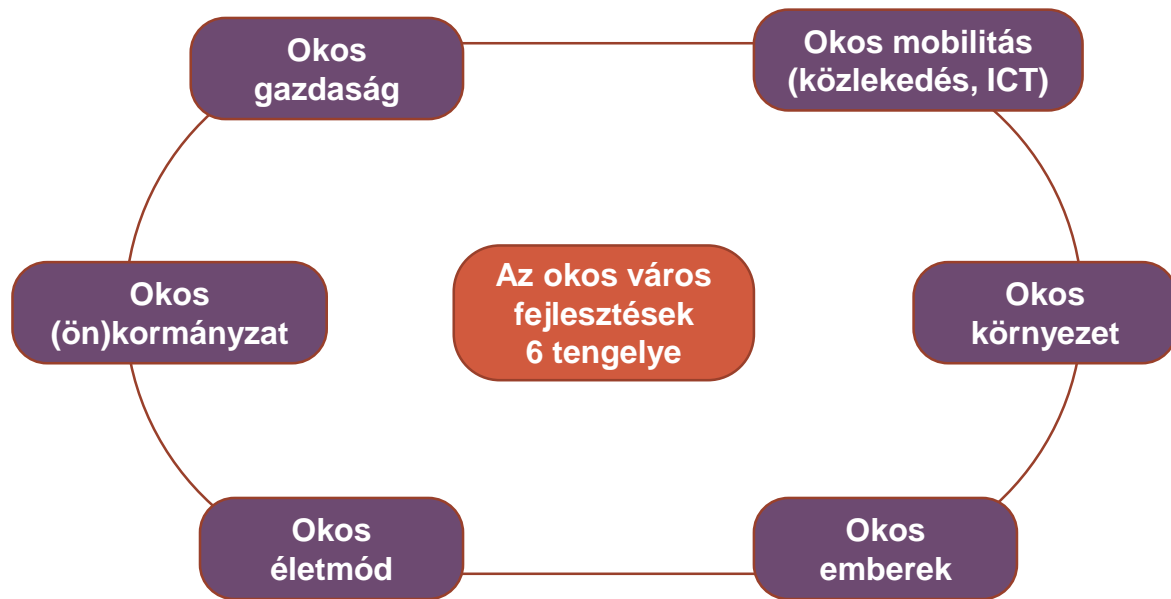 Okos
gazdaság
Okos mobilitás
(közlekedés, ICT)
Okos
(ön)kormányzat
Az okos város
fejlesztések
6 tengelye
Okos
környezet
Okos
életmód
Okos
emberek